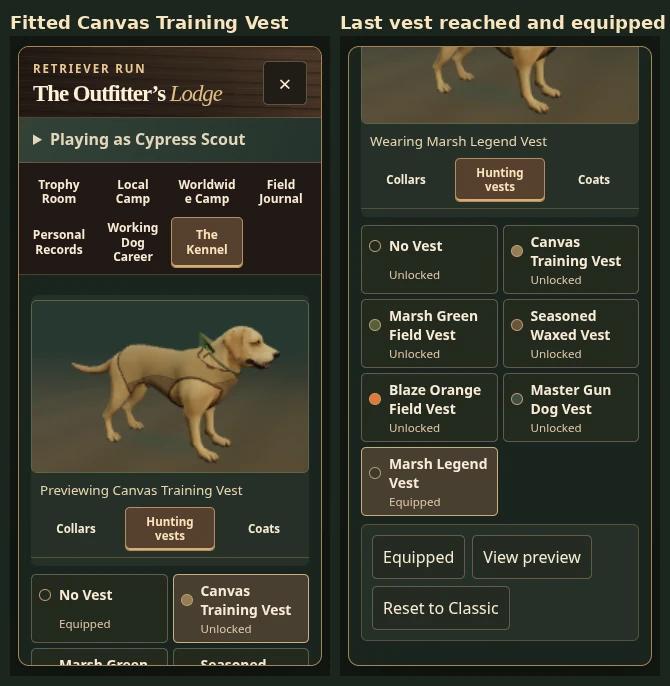 Fitted Canvas Training Vest
RETRIEVER RUN
The Outfitter's Lodge
×
▶ Playing as Cypress Scout
Trophy
Room
Local
Camp
Worldwid
e Camp
Field
Journal
Personal
Records
Working
Dog
Career
The
Kennel
Previewing Canvas Training Vest
Collars
Hunting
vests
Coats
No Vest
Equipped
Canvas
Training Vest
Unlocked
Marsh Green
Seasoned
Last vest reached and equipped
Wearing Marsh Legend Vest
Collars
Hunting
vests
Coats
No Vest
Unlocked
Canvas
Training Vest
Unlocked
Marsh Green
Field Vest
Unlocked
Seasoned
Waxed Vest
Unlocked
Blaze Orange
Field Vest
Unlocked
Master Gun
Dog Vest
Unlocked
Marsh Legend
Vest
Equipped
Equipped
View preview
Reset to Classic